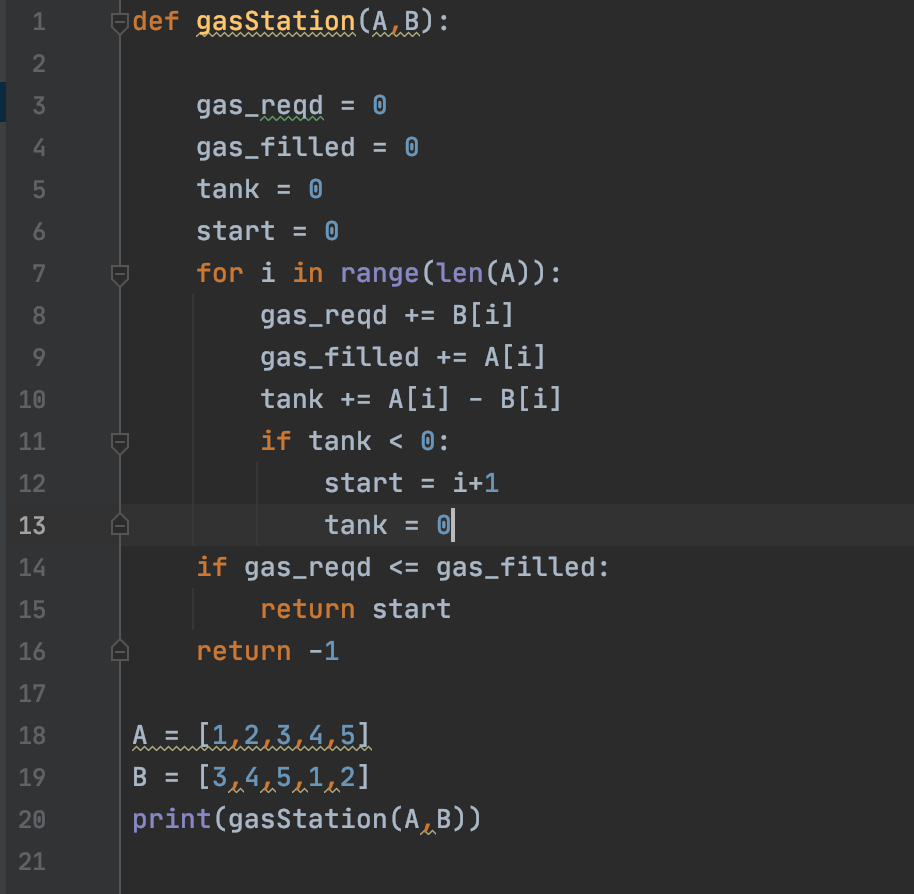 1 def gasStation(A,B):
2
3     gas_reqd = 0
4     gas_filled = 0
5     tank = 0
6     start = 0
7     for i in range(len(A)):
8         gas_reqd += B[i]
9         gas_filled += A[i]
10         tank += A[i] - B[i]
11         if tank < 0:
12             start = i+1
13             tank = 0
14     if gas_reqd <= gas_filled:
15         return start
16     return -1
17
18 A = [1,2,3,4,5]
19 B = [3,4,5,1,2]
20 print(gasStation(A,B))
21